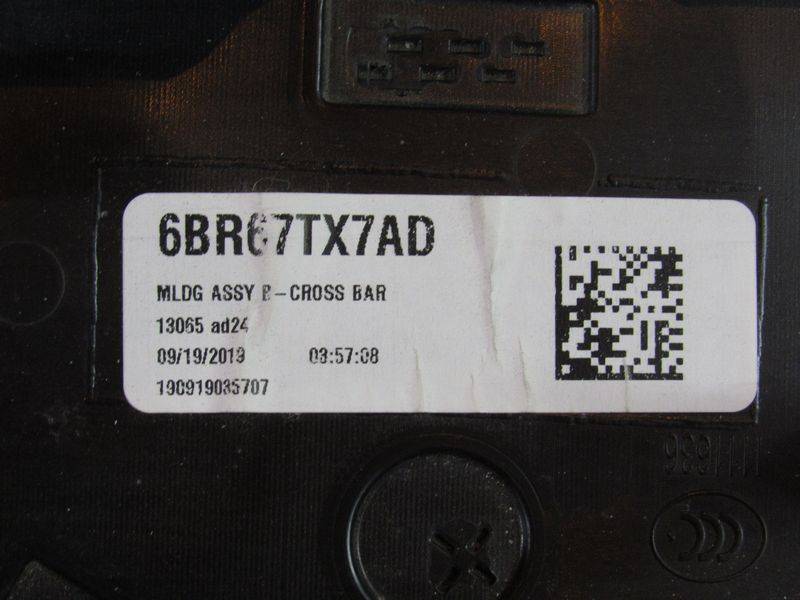 6BR67TX7AD
MLDG ASSY B-CROSS BAR
13065 ad24
09/19/2019 03:57:08
190919035707